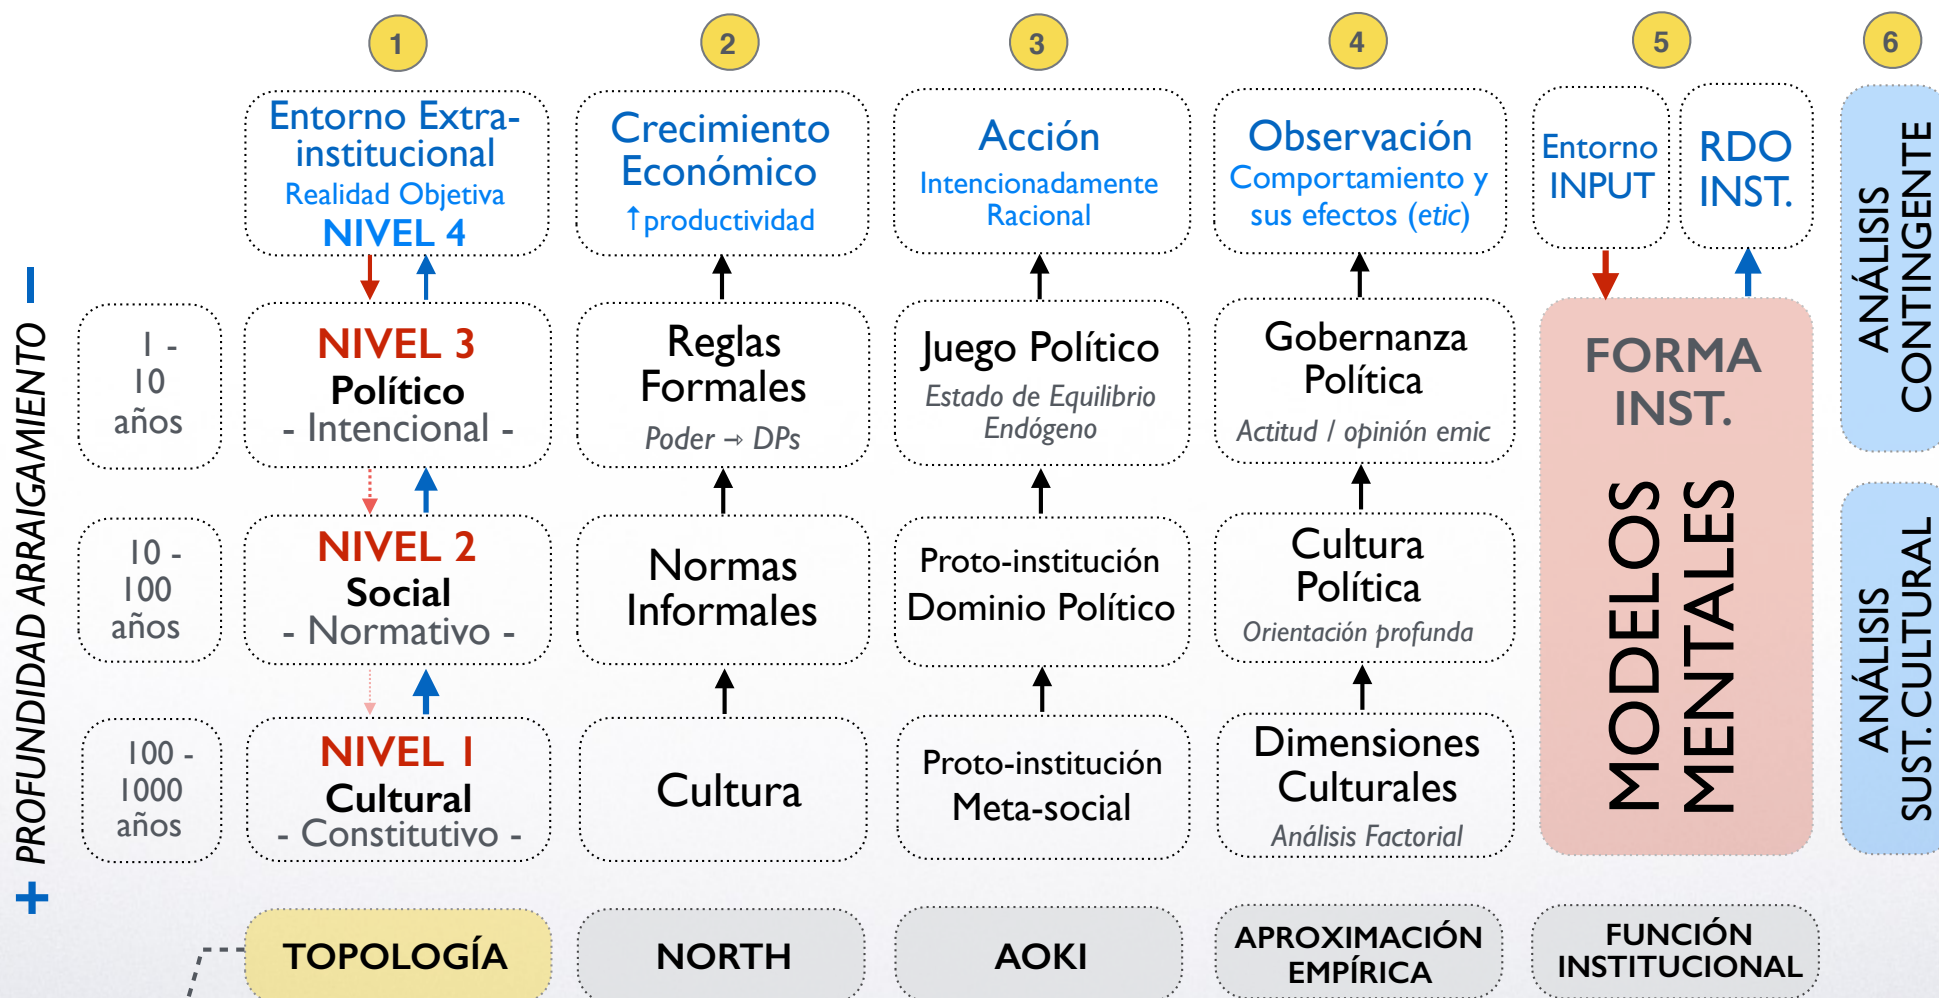 1
2
3
4
5
6
Entorno Extra-
institucional
Realidad Objetiva
NIVEL 4
Crecimiento
Económico
↑productividad
Acción
Intencionadamente
Racional
Observación
Comportamiento y
sus efectos (etic)
Entorno
INPUT
RDO
INST.
ANÁLISIS
CONTINGENTE
+ PROFUNDIDAD ARRAIGAMIENTO −
1 -
10
años
NIVEL 3
Político
- Intencional -
Reglas
Formales
Poder → DPs
Juego Político
Estado de Equilibrio
Endógeno
Gobernanza
Política
Actitud / opinión emic
FORMA
INST.
MODELOS
MENTALES
10 -
100
años
NIVEL 2
Social
- Normativo -
Normas
Informales
Proto-institución
Dominio Político
Cultura
Política
Orientación profunda
ANÁLISIS
SUST. CULTURAL
100 -
1000
años
NIVEL 1
Cultural
- Constitutivo -
Cultura
Proto-institución
Meta-social
Dimensiones
Culturales
Análisis Factorial
TOPOLOGÍA
NORTH
AOKI
APROXIMACIÓN
EMPÍRICA
FUNCIÓN
INSTITUCIONAL